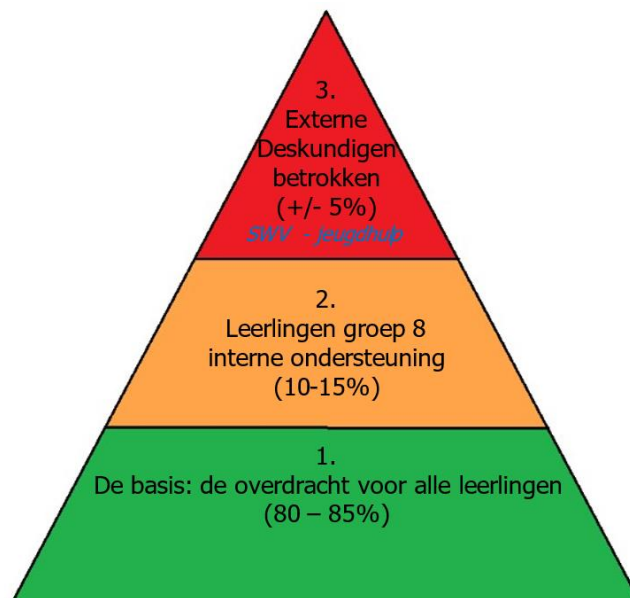 3.
Externe
Deskundigen
betrokken
(+/- 5%)
SWV - jeugdhulp
2.
Leerlingen groep 8
interne ondersteuning
(10-15%)
1.
De basis: de overdracht voor alle leerlingen
(80 – 85%)